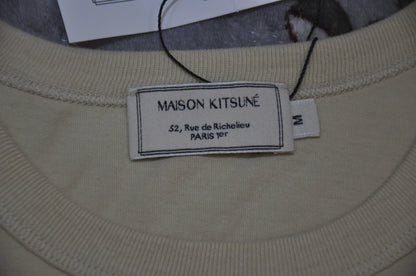 MAISON KITSUNÉ
52, Rue de Richelieu
PARIS 1er
M